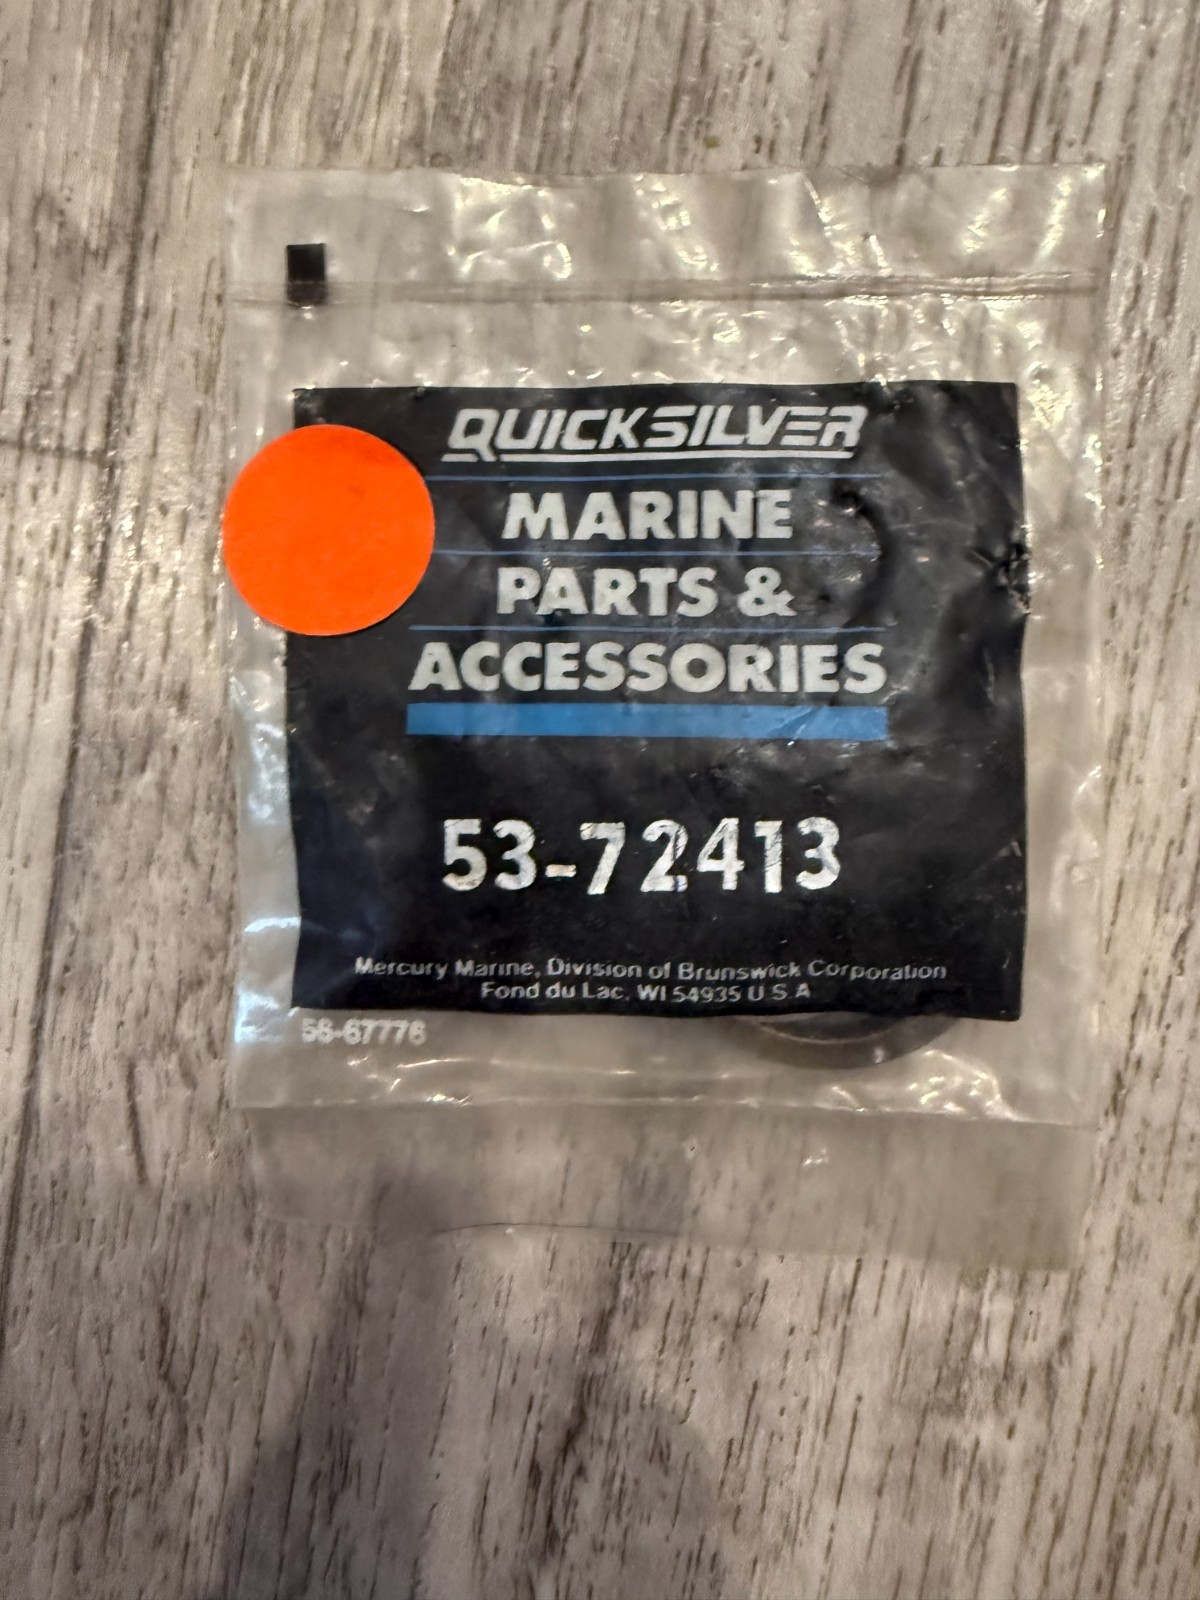 QUICKSILVER
MARINE
PARTS &
ACCESSORIES
53-72413
Mercury Marine, Division of Brunswick Corporation
Fond du Lac, WI 54935 U.S.A
56-67776